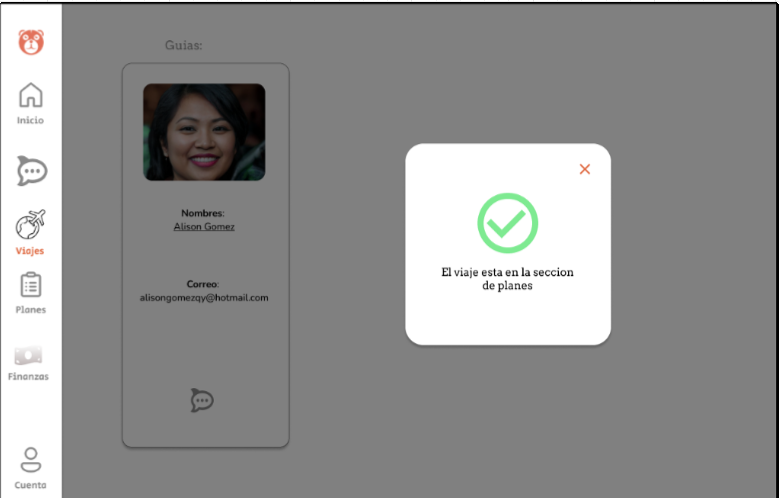 Guías:
Inicio
Viajes
Planes
Finanzas
Cuenta
Nombres:
Alison Gomez
Correo:
alisongomezqy@hotmail.com
El viaje esta en la seccion
de planes